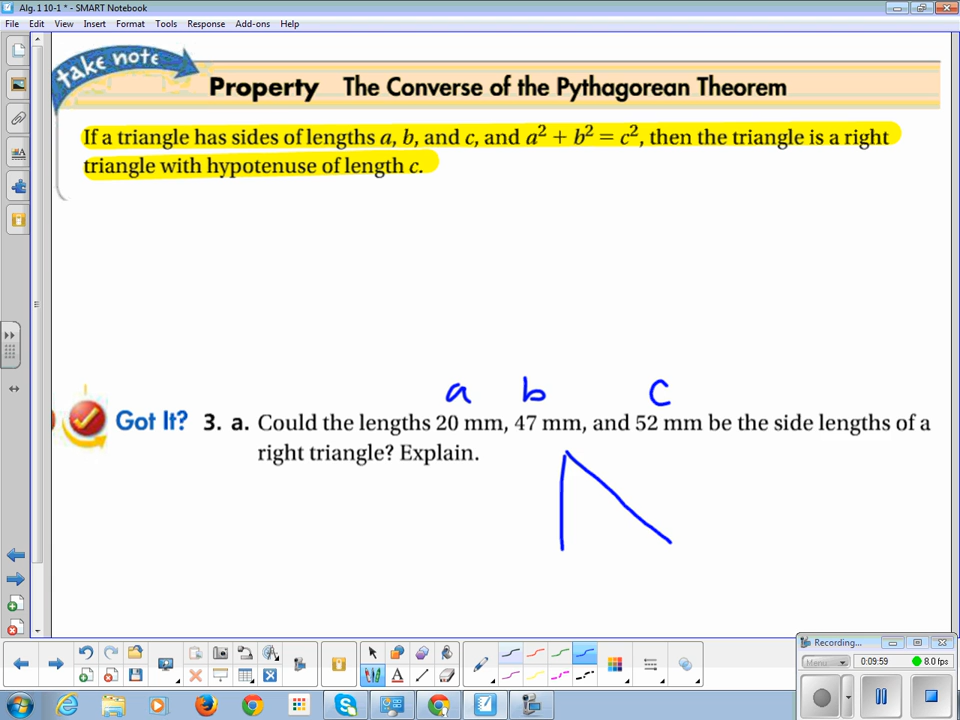 Alg.1 10-1 * - SMART Notebook
File Edit View Insert Format Tools Response Add-ons Help
take note
Property The Converse of the Pythagorean Theorem
If a triangle has sides of lengths a, b, and c, and a² + b² = c², then the triangle is a right
triangle with hypotenuse of length c.
a b c
Got It? 3. a. Could the lengths 20 mm, 47 mm, and 52 mm be the side lengths of a
right triangle? Explain.
Recording...
Menu 0:09:59 8.0 fps